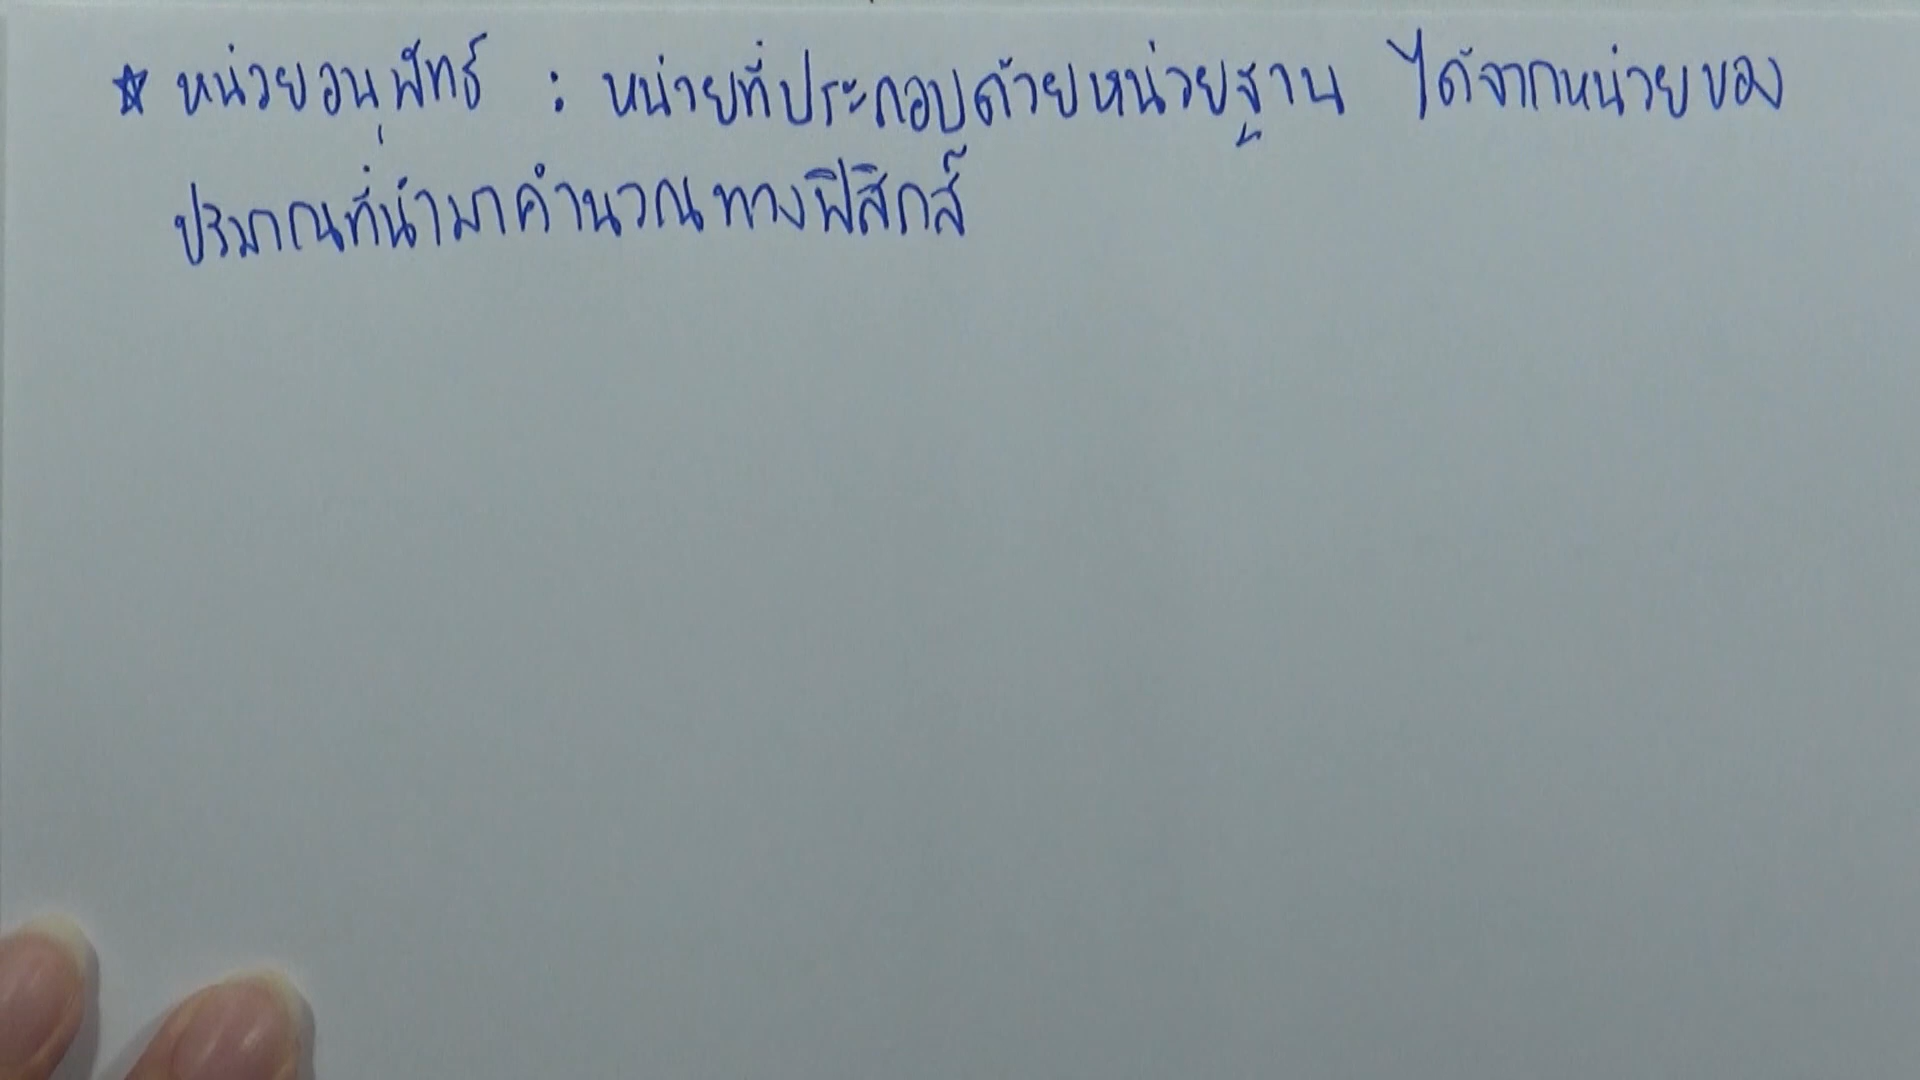 ☆ หน่วยอนุพัทธ์ : หน่ายที่ประกอบด้วยหน่วยฐาน ได้จากหน่วยของ
ปริมาณที่นำมาคำนวณทางฟิสิกส์